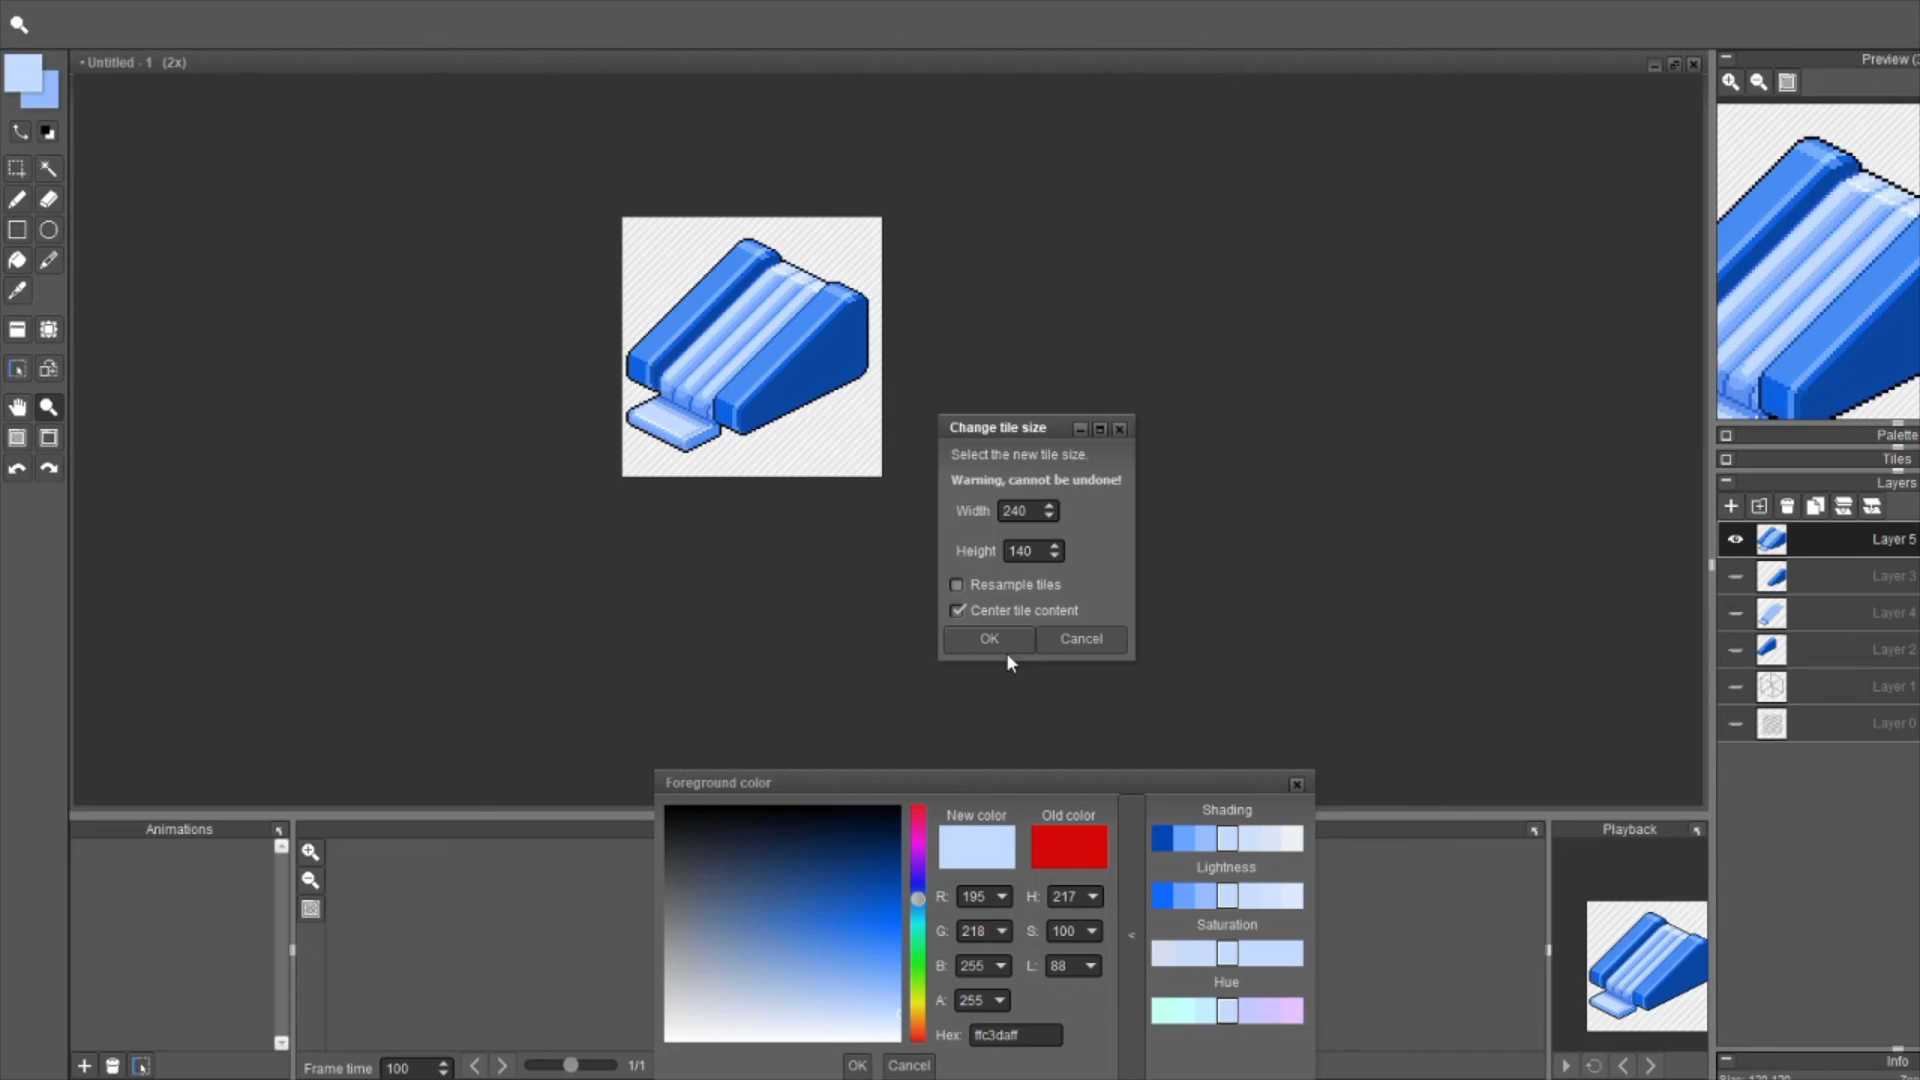 • Untitled - 1 (2x)
Preview (3
Change tile size
Select the new tile size.
Warning, cannot be undone!
Width 240
Height 140
Resample tiles
Center tile content
OK Cancel
Palette
Tiles
Layers
Layer 5
Layer 3
Layer 4
Layer 2
Layer 1
Layer 0
Foreground color
New color Old color
R: 195 H: 217
G: 218 S: 100
B: 255 L: 88
A: 255
Hex: ffc3daff
OK Cancel
<
Shading
Lightness
Saturation
Hue
Animations
Frame time 100 1/1
Playback
Info